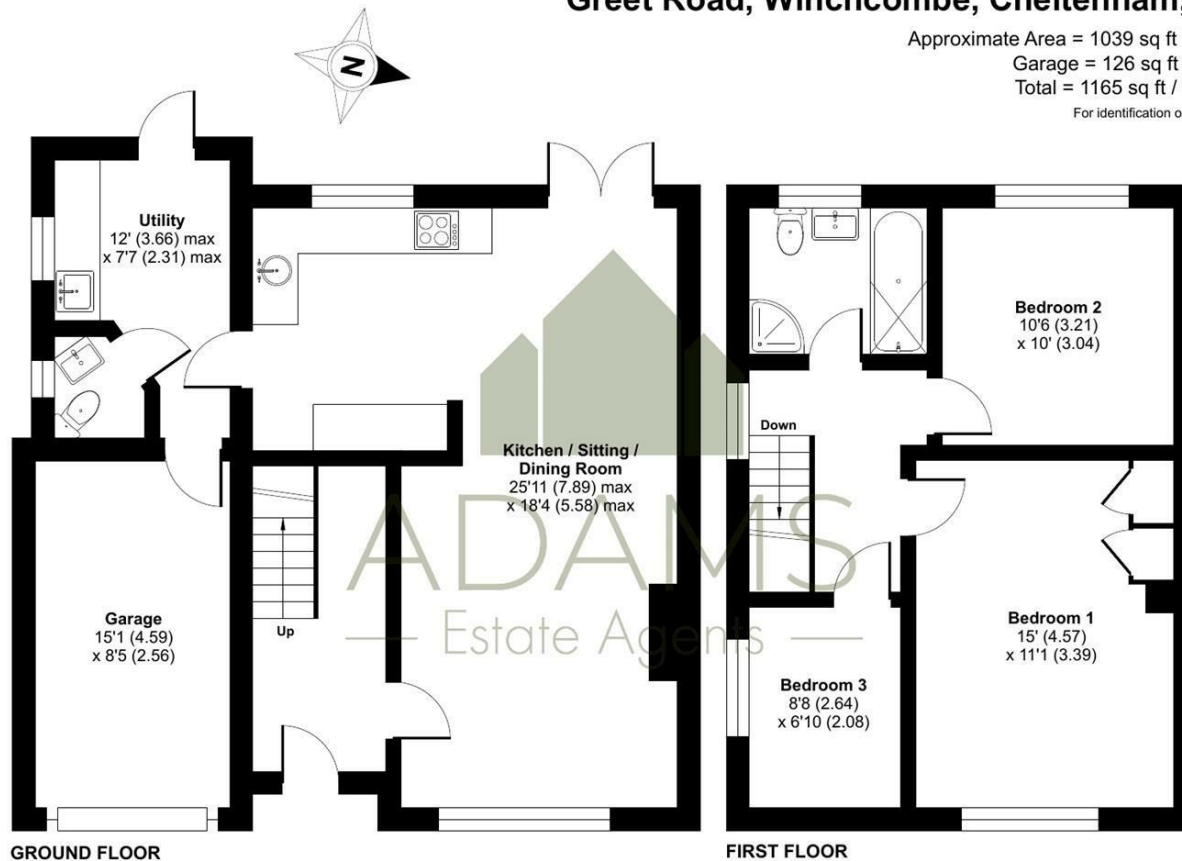 Greet Road, Winchcombe, Cheltenham,
Approximate Area = 1039 sq ft
Garage = 126 sq ft
Total = 1165 sq ft /
For identification o
N
Utility
12' (3.66) max
x 7'7 (2.31) max
Kitchen / Sitting /
Dining Room
25'11 (7.89) max
x 18'4 (5.58) max
Garage
15'1 (4.59)
x 8'5 (2.56)
Up
GROUND FLOOR
Bedroom 2
10'6 (3.21)
x 10' (3.04)
Down
Bedroom 1
15' (4.57)
x 11'1 (3.39)
Bedroom 3
8'8 (2.64)
x 6'10 (2.08)
FIRST FLOOR
ADAMS
Estate Agents